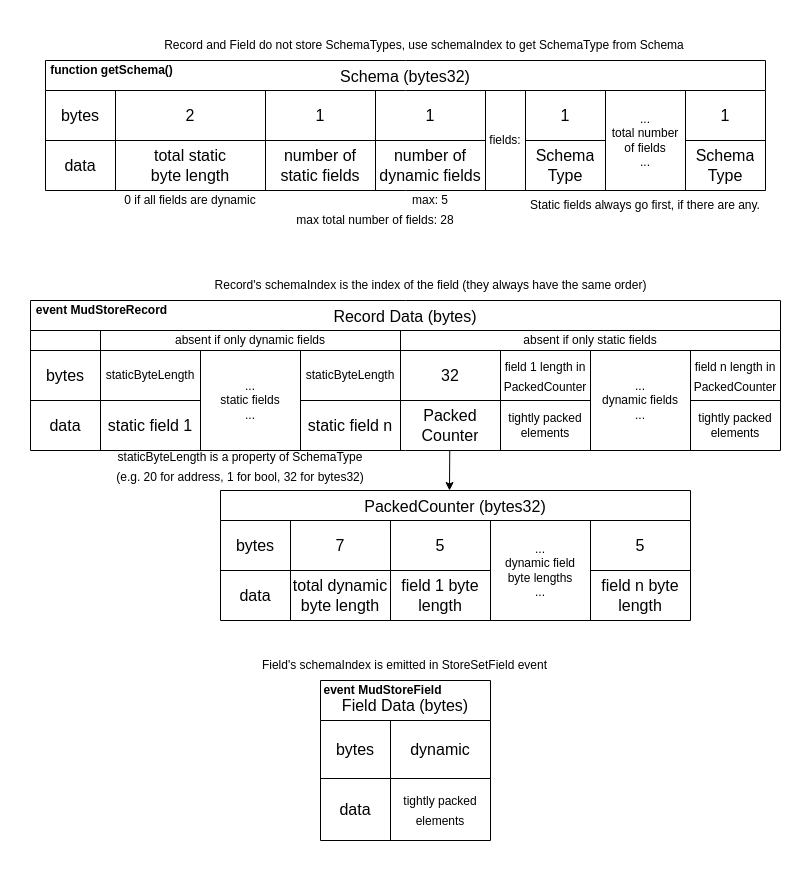 Record and Field do not store SchemaTypes, use schemaIndex to get SchemaType from Schema
function getSchema()
Schema (bytes32)
bytes
2
1
1
fields:
1
...
total number
of fields
...
1
data
total static
byte length
number of
static fields
number of
dynamic fields
Schema
Type
Schema
Type
0 if all fields are dynamic
max: 5
max total number of fields: 28
Static fields always go first, if there are any.
Record's schemaIndex is the index of the field (they always have the same order)
event MudStoreRecord
Record Data (bytes)
absent if only dynamic fields
absent if only static fields
bytes
staticByteLength
...
static fields
...
staticByteLength
32
field 1 length in
PackedCounter
...
dynamic fields
...
field n length in
PackedCounter
data
static field 1
static field n
Packed
Counter
tightly packed
elements
tightly packed
elements
staticByteLength is a property of SchemaType
(e.g. 20 for address, 1 for bool, 32 for bytes32)
PackedCounter (bytes32)
bytes
7
5
...
dynamic field
byte lengths
...
5
data
total dynamic
byte length
field 1 byte
length
field n byte
length
Field's schemaIndex is emitted in StoreSetField event
event MudStoreField
Field Data (bytes)
bytes
dynamic
data
tightly packed
elements